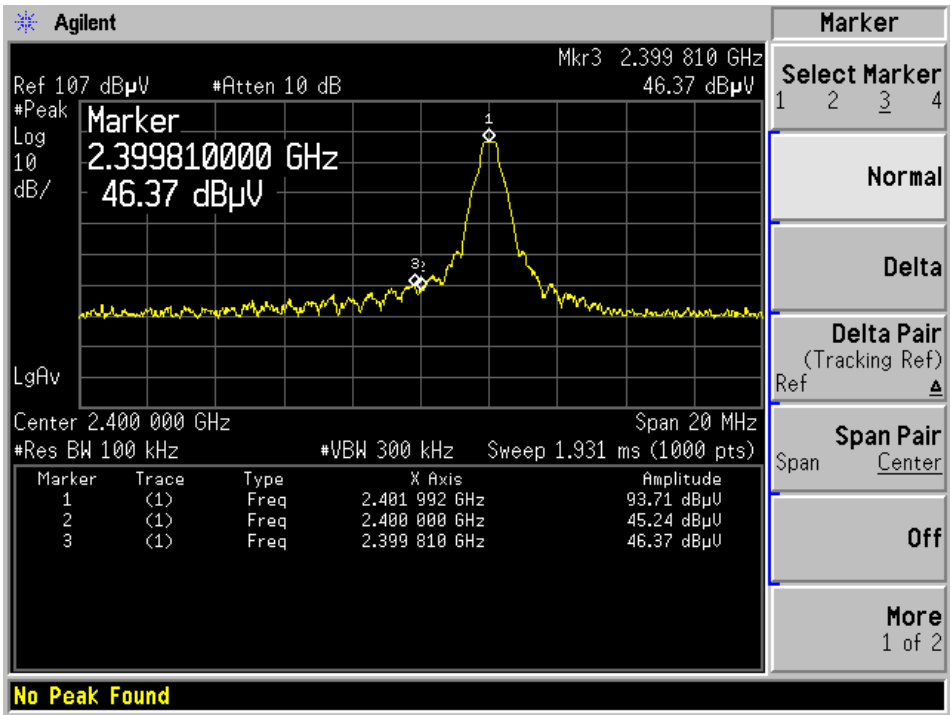 Agilent
Marker
Mkr3 2.399 810 GHz
Ref 107 dBµV #Atten 10 dB 46.37 dBµV
#Peak
Log
10
dB/
Marker
2.399810000 GHz
46.37 dBµV
1
3
LgAv
Center 2.400 000 GHz Span 20 MHz
#Res BW 100 kHz #VBW 300 kHz Sweep 1.931 ms (1000 pts)
Marker Trace Type X Axis Amplitude
1 (1) Freq 2.401 992 GHz 93.71 dBµV
2 (1) Freq 2.400 000 GHz 45.24 dBµV
3 (1) Freq 2.399 810 GHz 46.37 dBµV
Select Marker
1 2 3 4
Normal
Delta
Delta Pair
(Tracking Ref)
Ref Δ
Span Pair
Span Center
Off
More
1 of 2
No Peak Found